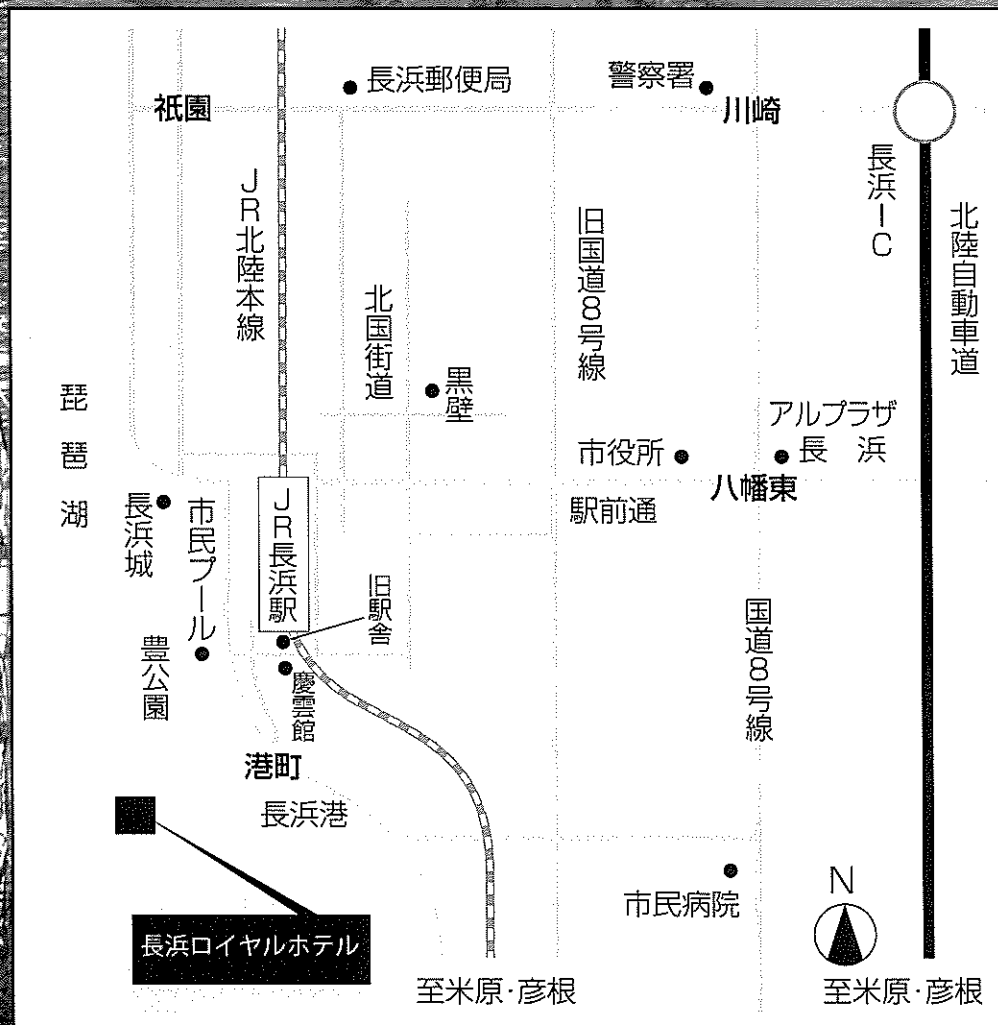 長浜郵便局
警察署
祇園
川崎
JR北陸本線
長浜IC
北陸自動車道
旧国道8号線
北国街道
黒壁
琵琶湖
アルプラザ
長浜
市役所
八幡東
駅前通
長浜城
市民プール
JR長浜駅
旧駅舎
豊公園
慶雲館
国道8号線
港町
長浜港
市民病院
N
長浜ロイヤルホテル
至米原・彦根
至米原・彦根